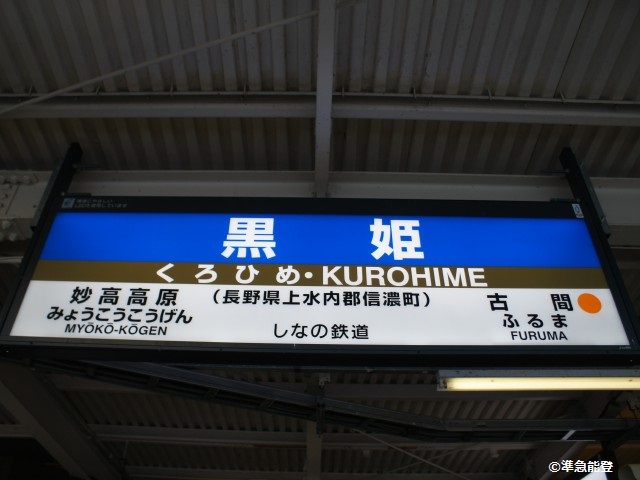 黒姫
くろひめ・KUROHIME
妙高高原
みょうこうこうげん
MYŌKŌ-KŌGEN
（長野県上水内郡信濃町）
しなの鉄道
古間
ふるま
FURUMA
©準急能登